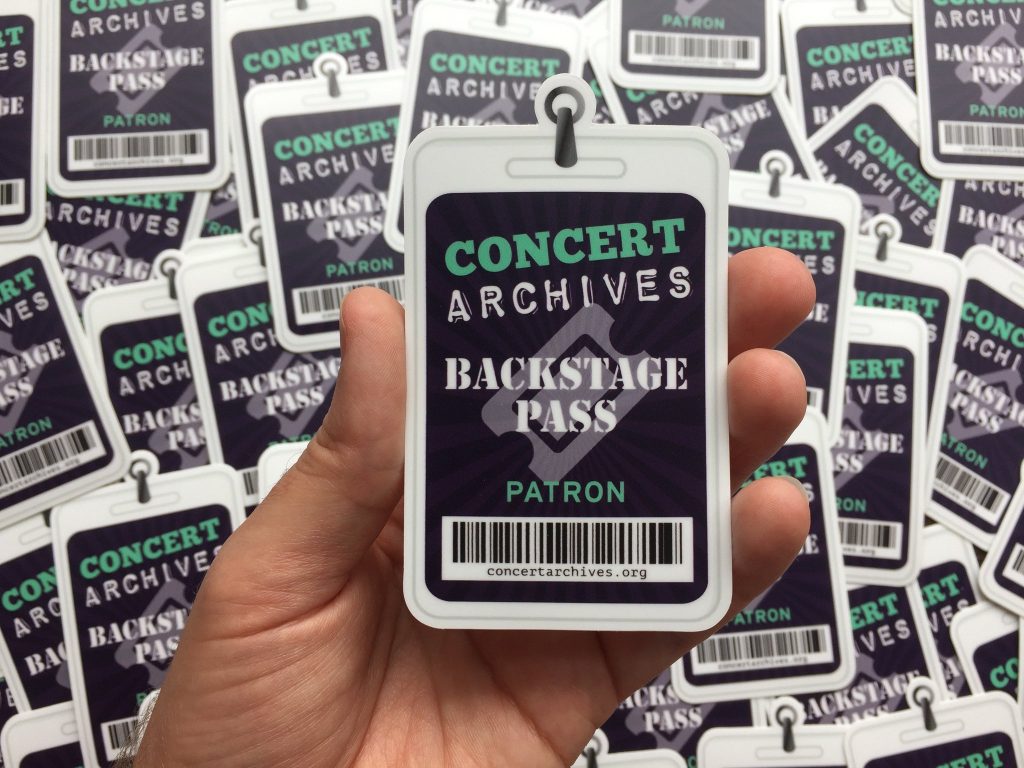 CONCERT
ARCHIVES
BACKSTAGE
PASS
PATRON
concertarchives.org